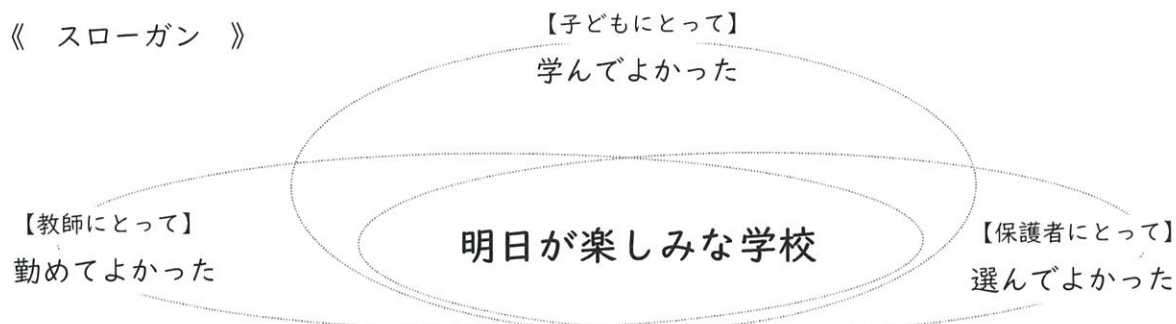 《 スローガン 》
【子どもにとって】
学んでよかった
【教師にとって】
勤めてよかった
明日が楽しみな学校
【保護者にとって】
選んでよかった